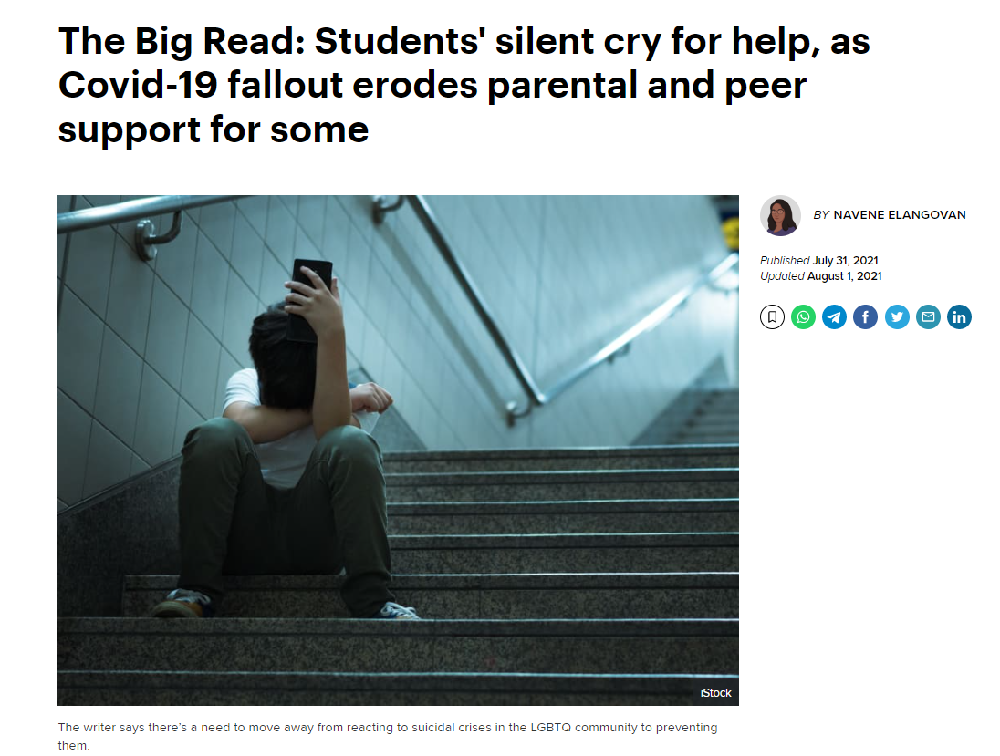 The Big Read: Students' silent cry for help, as
Covid-19 fallout erodes parental and peer
support for some
BY NAVENE ELANGOVAN
Published July 31, 2021
Updated August 1, 2021
f
in
iStock
The writer says there's a need to move away from reacting to suicidal crises in the LGBTQ community to preventing
them.